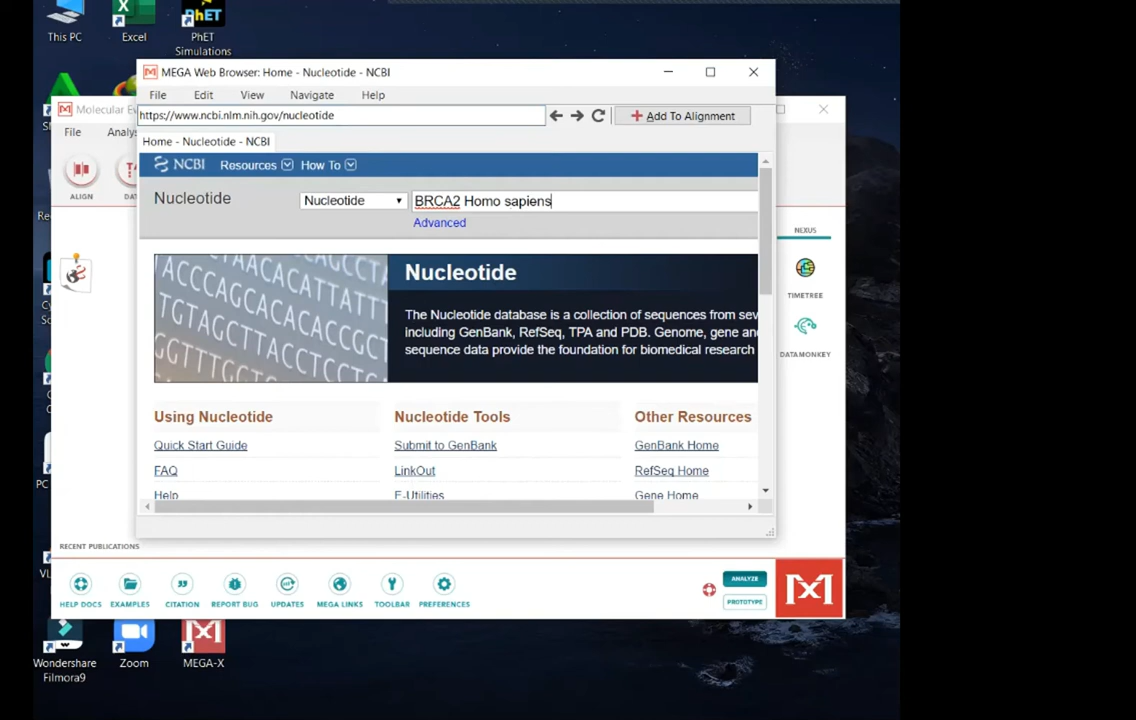 This PC
Excel
PhET
PhET
Simulations
MEGA Web Browser: Home - Nucleotide - NCBI
File Edit View Navigate Help
https://www.ncbi.nlm.nih.gov/nucleotide
Add To Alignment
Home - Nucleotide - NCBI
NCBI Resources How To
Nucleotide
Nucleotide
BRCA2 Homo sapiens
Advanced
Nucleotide
The Nucleotide database is a collection of sequences from sev
including GenBank, RefSeq, TPA and PDB. Genome, gene and
sequence data provide the foundation for biomedical research
Using Nucleotide
Nucleotide Tools
Other Resources
Quick Start Guide
Submit to GenBank
GenBank Home
FAQ
LinkOut
RefSeq Home
Help
E-Utilities
Gene Home
Molecular Ev
File Analys
ALIGN
DAT
NEXUS
TIMETREE
DATAMONKEY
RECENT PUBLICATIONS
HELP DOCS
EXAMPLES
CITATION
REPORT BUG
UPDATES
MEGA LINKS
TOOLBAR
PREFERENCES
ANALYZE
PROTOTYPE
Wondershare
Filmora9
Zoom
MEGA-X